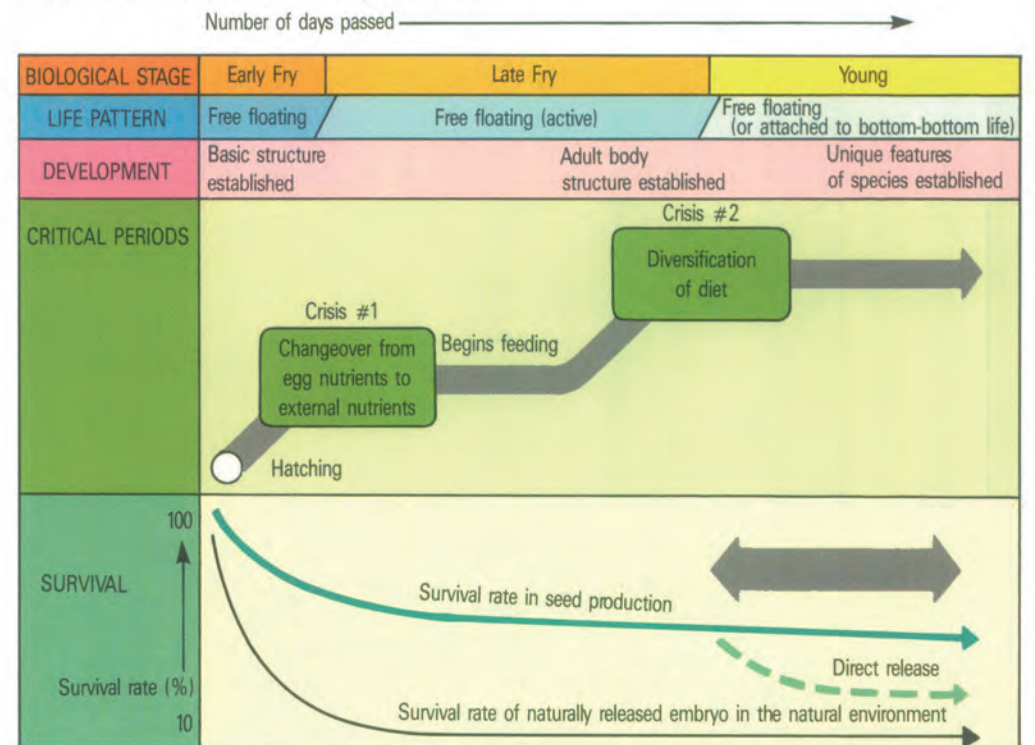 Number of days passed
BIOLOGICAL STAGE
Early Fry
Late Fry
Young
LIFE PATTERN
Free floating
Free floating (active)
Free floating
(or attached to bottom-bottom life)
DEVELOPMENT
Basic structure
established
Adult body
structure established
Unique features
of species established
CRITICAL PERIODS
Crisis #2
Diversification
of diet
Crisis #1
Changeover from
egg nutrients to
external nutrients
Begins feeding
Hatching
SURVIVAL
100
Survival rate (%)
10
Survival rate in seed production
Direct release
Survival rate of naturally released embryo in the natural environment